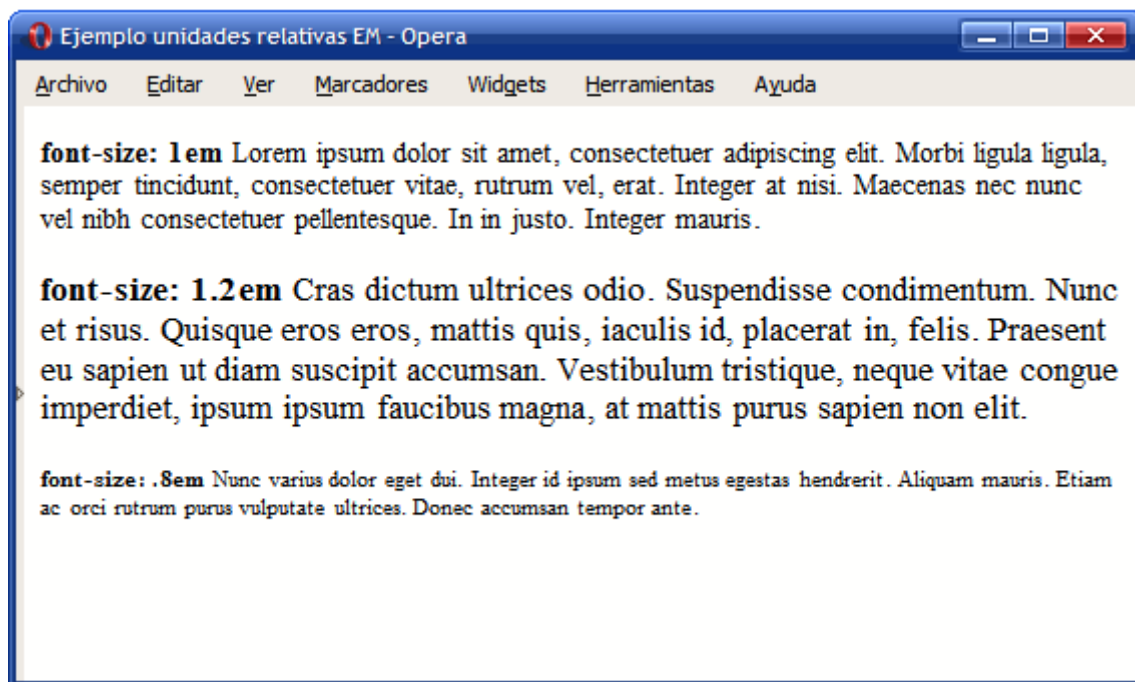 Ejemplo unidades relativas EM - Opera
Archivo Editar Ver Marcadores Widgets Herramientas Ayuda
font-size: 1em Lorem ipsum dolor sit amet, consectetuer adipiscing elit. Morbi ligula ligula,
semper tincidunt, consectetuer vitae, rutrum vel, erat. Integer at nisi. Maecenas nec nunc
vel nibh consectetuer pellentesque. In in justo. Integer mauris.
font-size: 1.2em Cras dictum ultrices odio. Suspendisse condimentum. Nunc
et risus. Quisque eros eros, mattis quis, iaculis id, placerat in, felis. Praesent
eu sapien ut diam suscipit accumsan. Vestibulum tristique, neque vitae congue
imperdiet, ipsum ipsum faucibus magna, at mattis purus sapien non elit.
font-size: .8em Nunc varius dolor eget dui. Integer id ipsum sed metus egestas hendrerit. Aliquam mauris. Etiam
ac orci rutrum purus vulputate ultrices. Donec accumsan tempor ante.